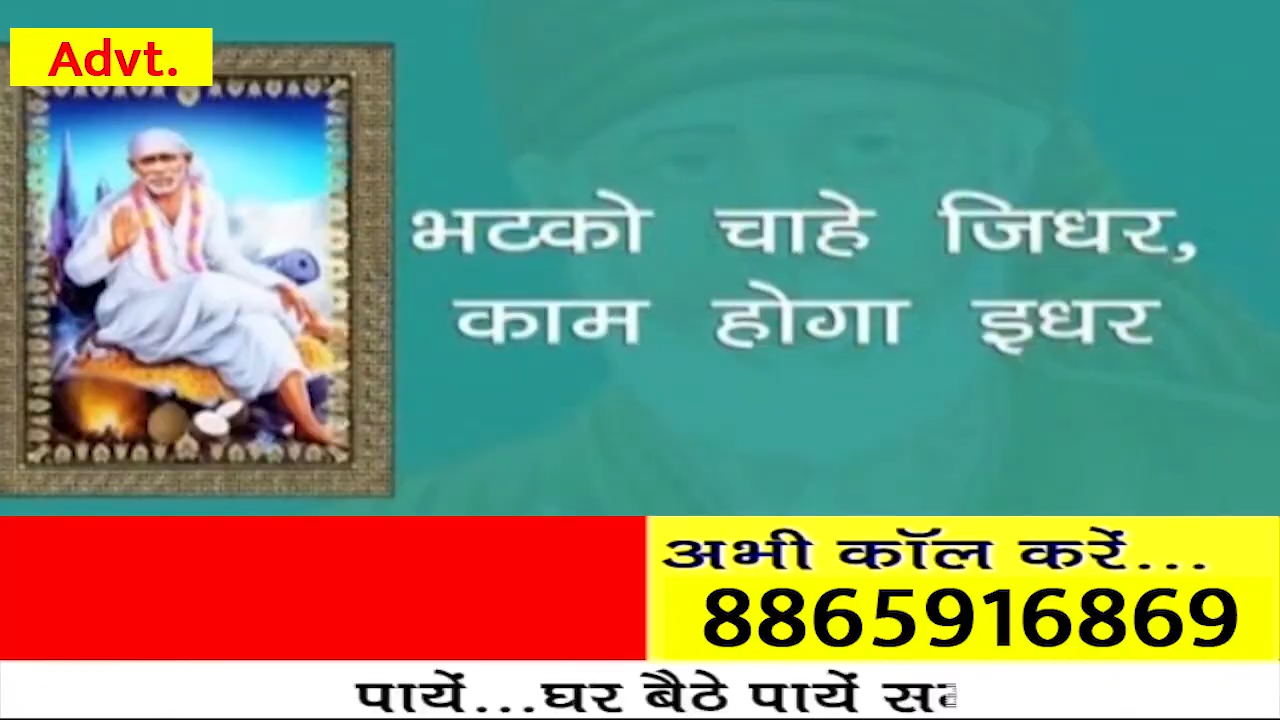 Advt.
भटको चाहे जिधर,
काम होगा इधर
अभी कॉल करें...
8865916869
पायें...घर बैठे पायें